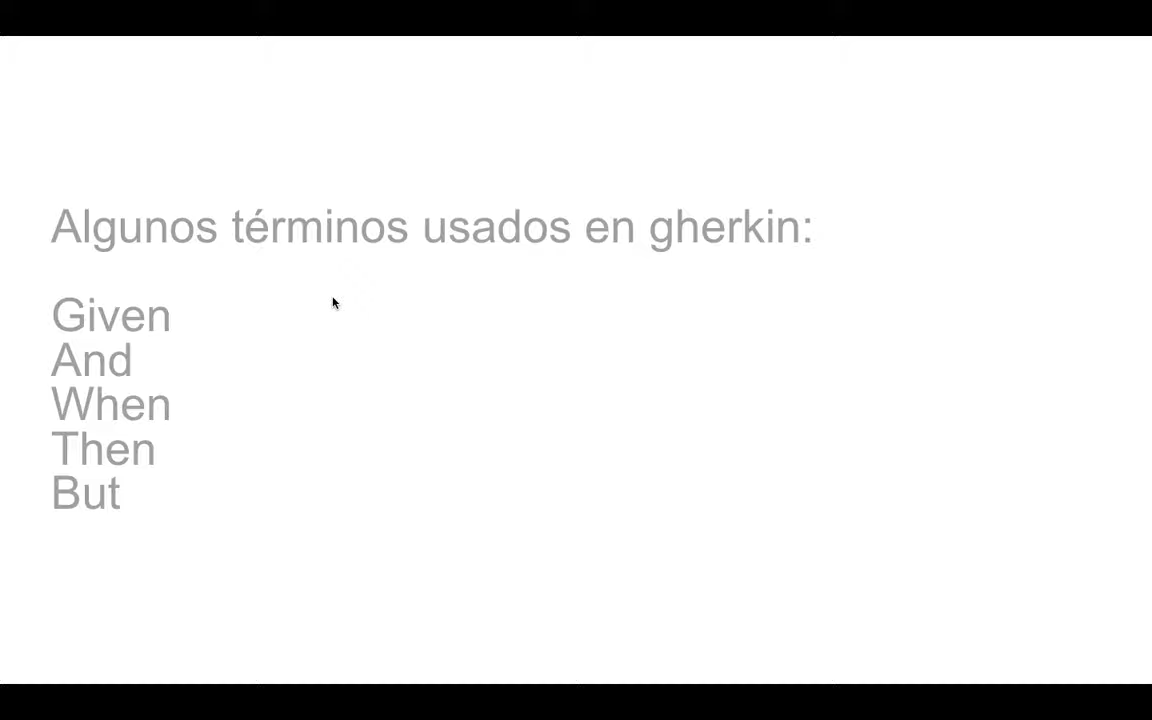 Algunos términos usados en gherkin:
Given
And
When
Then
But